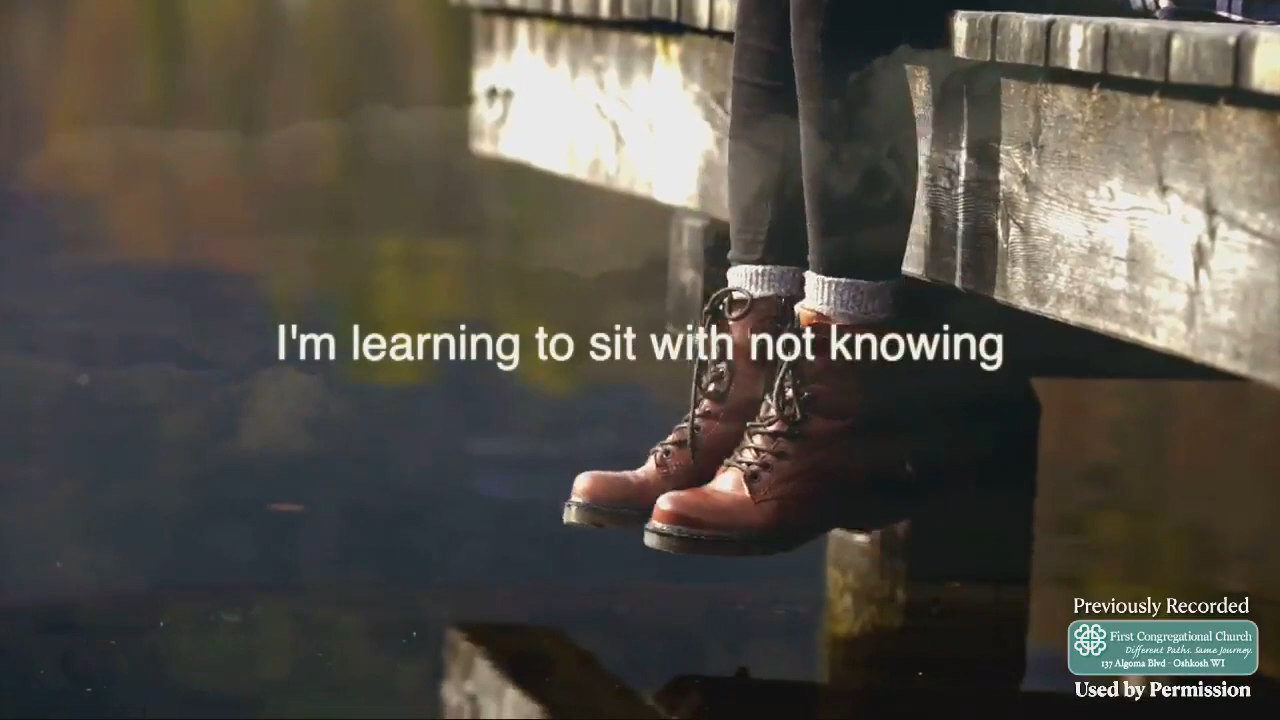 I'm learning to sit with not knowing
Previously Recorded
First Congregational Church
Different Paths. Same Journey.
137 Algoma Blvd · Oshkosh WI
Used by Permission